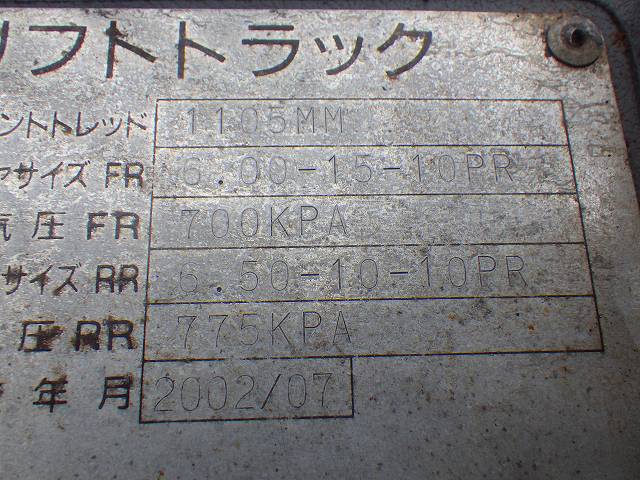 リフトトラック
ントトレッド 1105MM
ヤサイズ FR 6.00-15-10PR
気圧 FR 700KPA
サイズ RR 6.50-10-10PR
圧 RR 775KPA
年月 2002/07